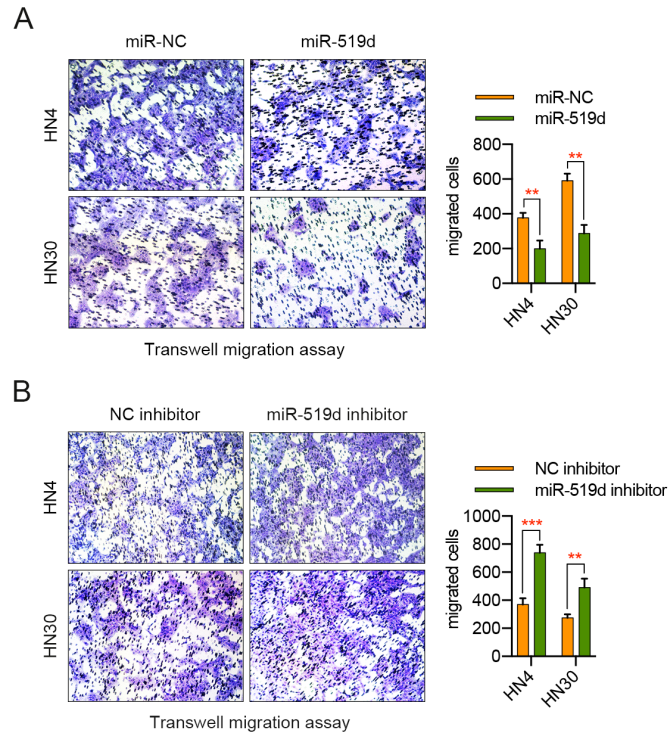 A
miR-NC
miR-519d
HN4
HN30
Transwell migration assay
miR-NC
miR-519d
migrated cells
800
600
400
200
0
**
**
HN4
HN30
B
NC inhibitor
miR-519d inhibitor
HN4
HN30
Transwell migration assay
NC inhibitor
miR-519d inhibitor
migrated cells
1000
800
600
400
200
0
***
**
HN4
HN30